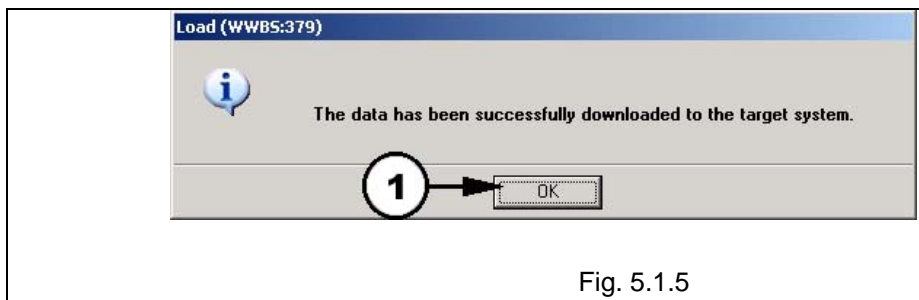 Load (WWBS:379)
The data has been successfully downloaded to the target system.
1
OK
Fig. 5.1.5